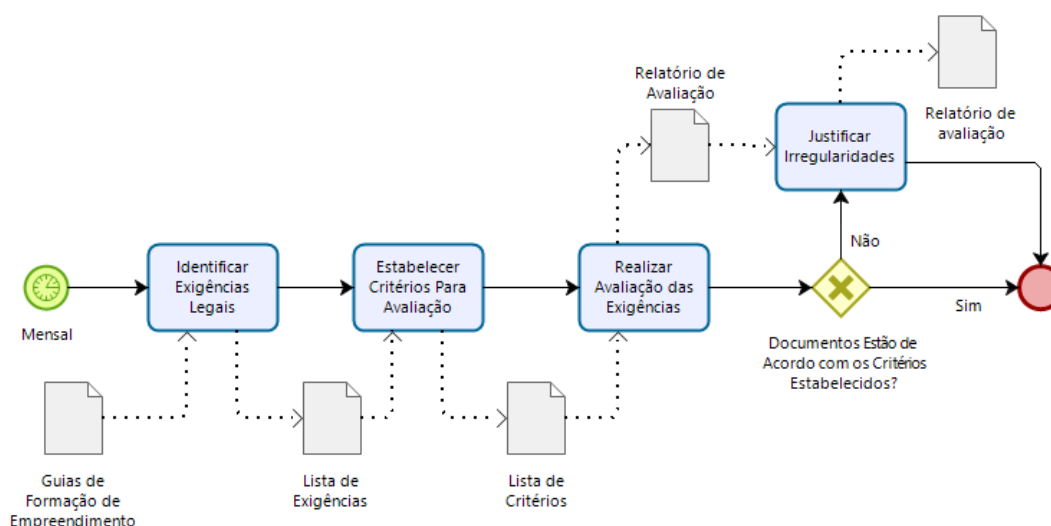 Relatório de
Avaliação
Relatório de
avaliação
Justificar
Irregularidades
Não
Mensal
Identificar
Exigências
Legais
Estabelecer
Critérios Para
Avaliação
Realizar
Avaliação das
Exigências
Sim
Documentos Estão de
Acordo com os Critérios
Estabelecidos?
Guias de
Formação de
Empreendimento
Lista de
Exigências
Lista de
Critérios